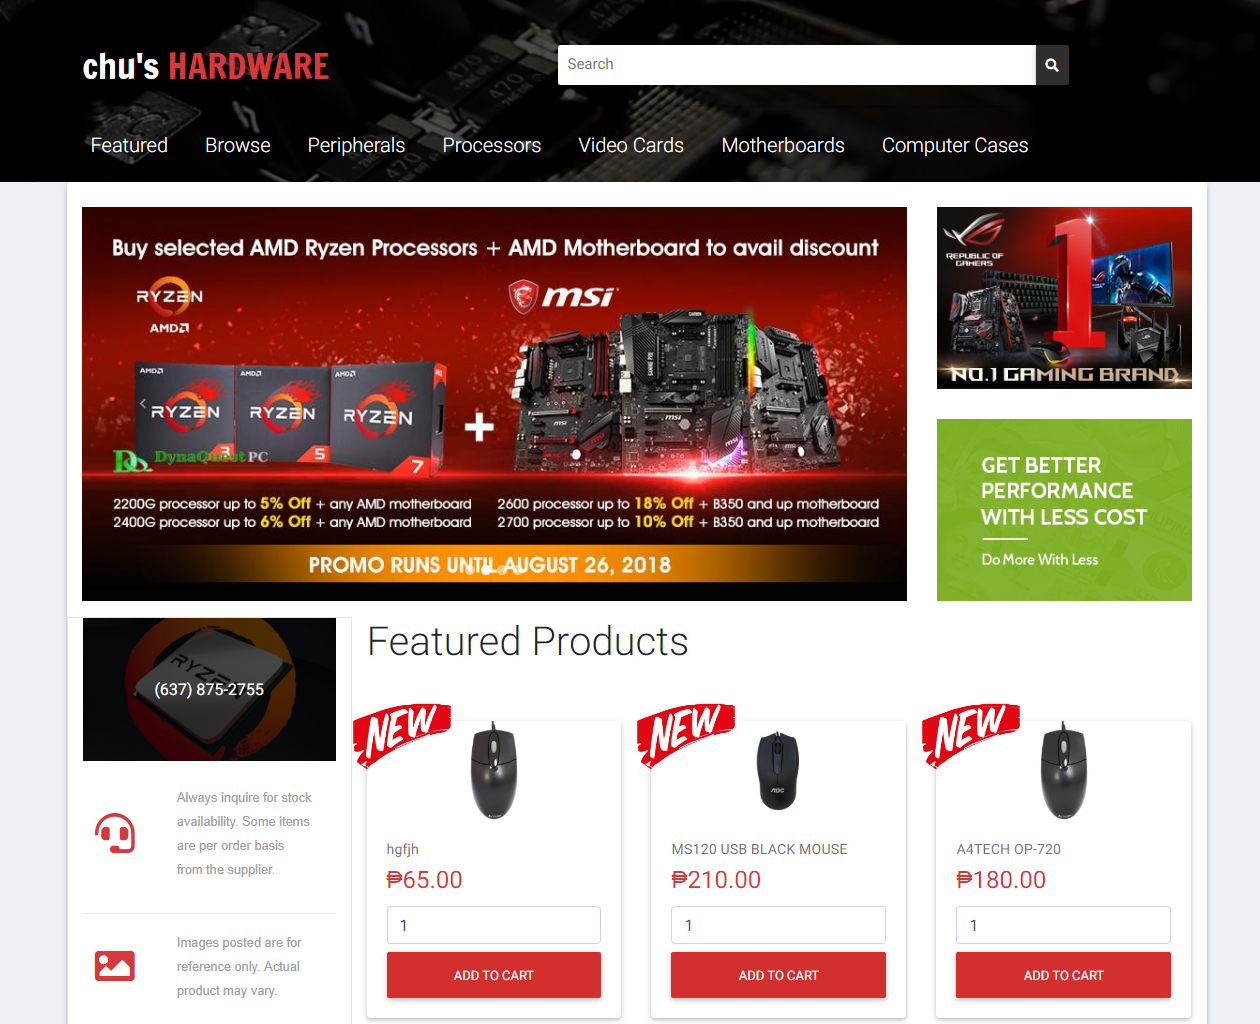 chu's HARDWARE
Search
Featured
Browse
Peripherals
Processors
Video Cards
Motherboards
Computer Cases
Buy selected AMD Ryzen Processors + AMD Motherboard to avail discount
RYZEN
AMD
msi
AMD
AMD
AMD
RYZEN
RYZEN
RYZEN
3
5
7
+
msi
msi
msi
DynaQuest PC
2200G processor up to 5% Off + any AMD motherboard
2400G processor up to 6% Off + any AMD motherboard
2600 processor up to 18% Off + B350 and up motherboard
2700 processor up to 10% Off + B350 and up motherboard
PROMO RUNS UNTIL AUGUST 26, 2018
REPUBLIC OF
GAMERS
1
NO.1 GAMING BRAND
GET BETTER
PERFORMANCE
WITH LESS COST
Do More With Less
RYZEN
(637) 875-2755
Always inquire for stock
availability. Some items
are per order basis
from the supplier.
Images posted are for
reference only. Actual
product may vary.
Featured Products
NEW
hgfjh
₱65.00
1
ADD TO CART
NEW
AOC
MS120 USB BLACK MOUSE
₱210.00
1
ADD TO CART
NEW
A4TECH OP-720
₱180.00
1
ADD TO CART